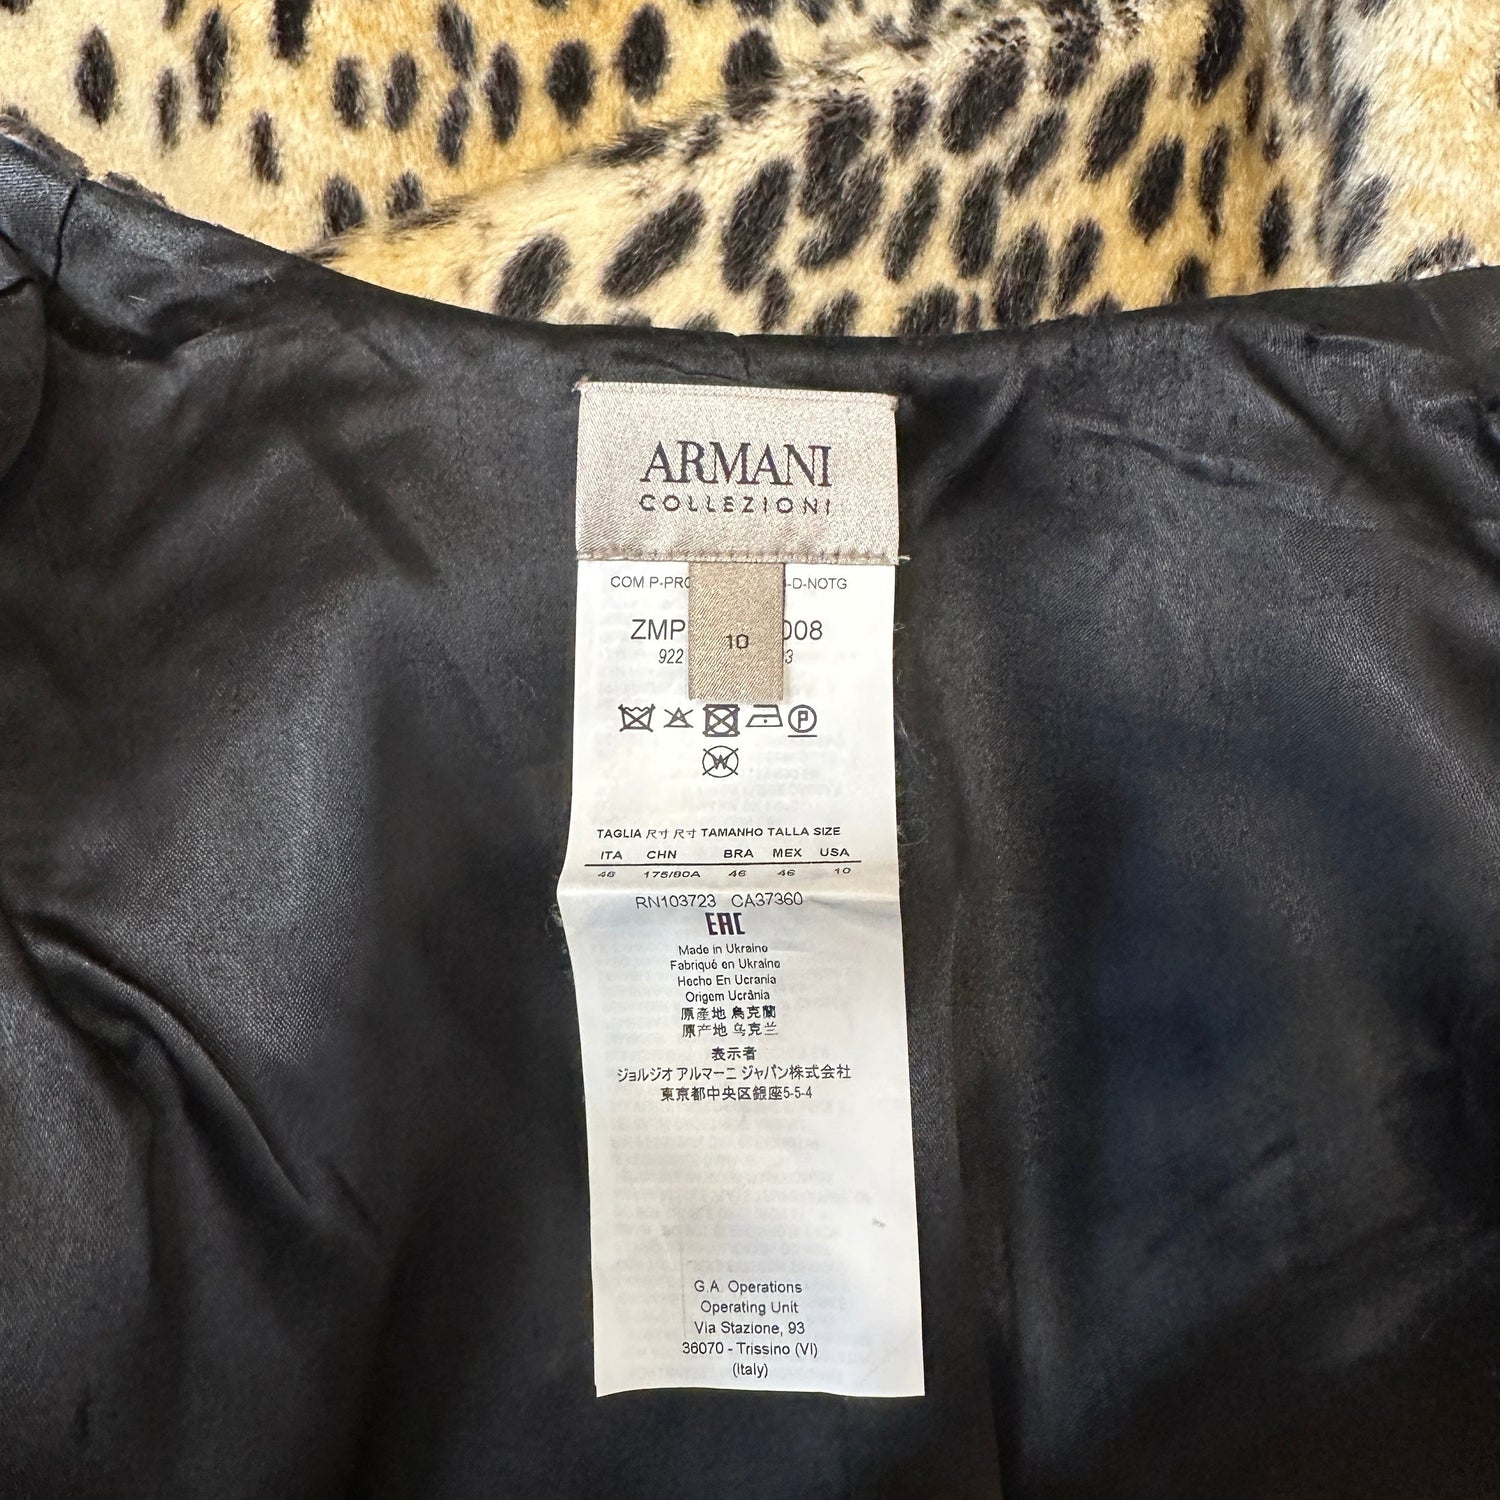 ARMANI
COLLEZIONI
COM P-PRO -D-NOTG
ZMP 008
10
922 3
P
W
TAGLIA 尺寸 尺寸 TAMANHO TALLA SIZE
ITA CHN BRA MEX USA
46 175/80A 46 46 10
RN103723 CA37360
EAC
Made in Ukraine
Fabriqué en Ukraine
Hecho En Ucrania
Origem Ucrânia
原産地 烏克蘭
原产地 乌克兰
表示者
ジョルジオ アルマーニ ジャパン株式会社
東京都中央区銀座5-5-4
G.A. Operations
Operating Unit
Via Stazione, 93
36070 - Trissino (VI)
(Italy)